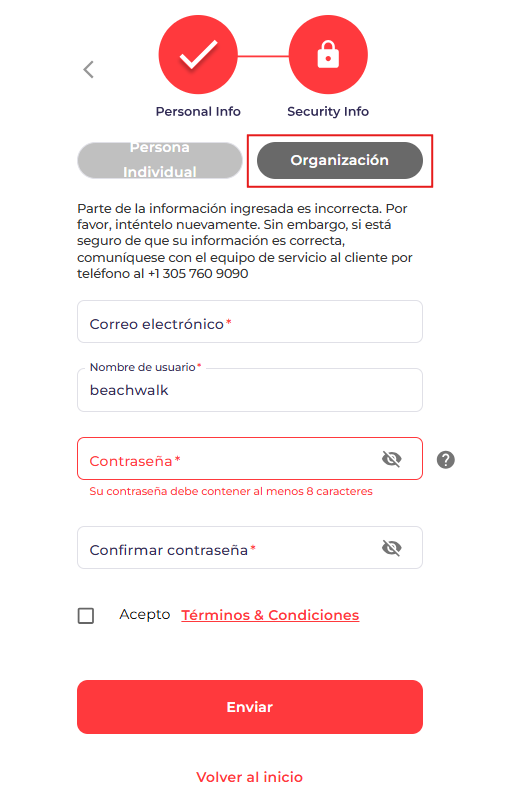 Personal Info
Security Info
Persona
Individual
Organización
Parte de la información ingresada es incorrecta. Por
favor, inténtelo nuevamente. Sin embargo, si está
seguro de que su información es correcta,
comuníquese con el equipo de servicio al cliente por
teléfono al +1 305 760 9090
Correo electrónico*
Nombre de usuario*
beachwalk
Contraseña*
?
Su contraseña debe contener al menos 8 caracteres
Confirmar contraseña*
Acepto Términos & Condiciones
Enviar
Volver al inicio